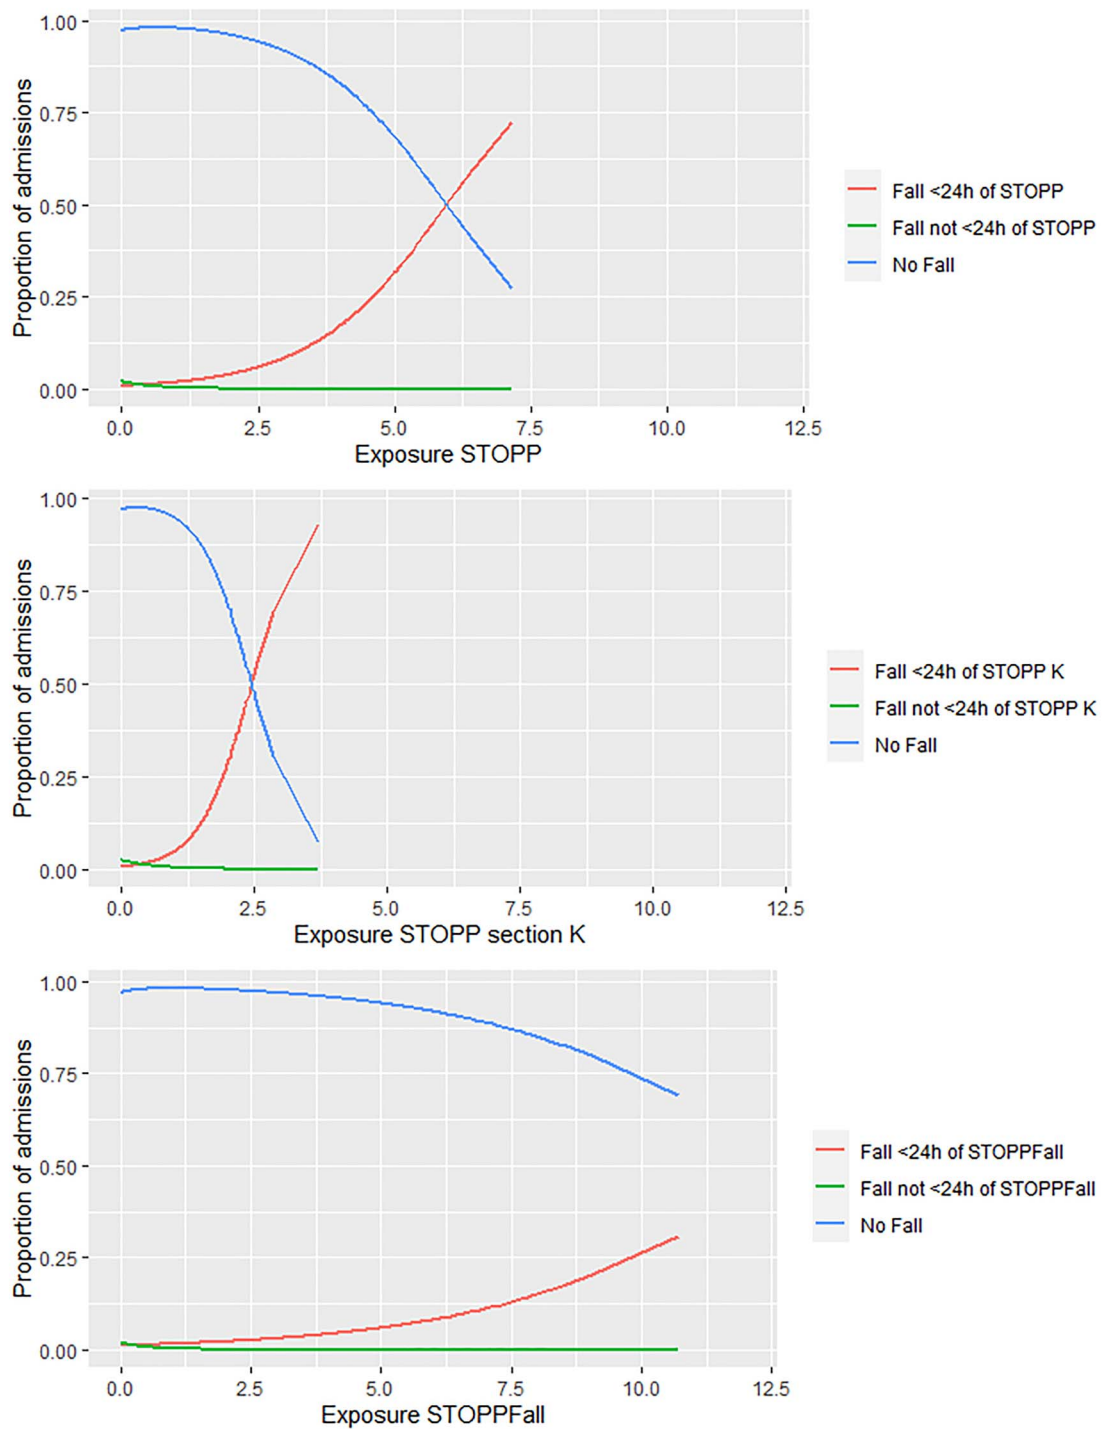 Proportion of admissions
1.00
0.75
0.50
0.25
0.00
0.0 2.5 5.0 7.5 10.0 12.5
Exposure STOPP
Fall <24h of STOPP
Fall not <24h of STOPP
No Fall
Proportion of admissions
1.00
0.75
0.50
0.25
0.00
0.0 2.5 5.0 7.5 10.0 12.5
Exposure STOPP section K
Fall <24h of STOPP K
Fall not <24h of STOPP K
No Fall
Proportion of admissions
1.00
0.75
0.50
0.25
0.00
0.0 2.5 5.0 7.5 10.0 12.5
Exposure STOPPFall
Fall <24h of STOPPFall
Fall not <24h of STOPPFall
No Fall